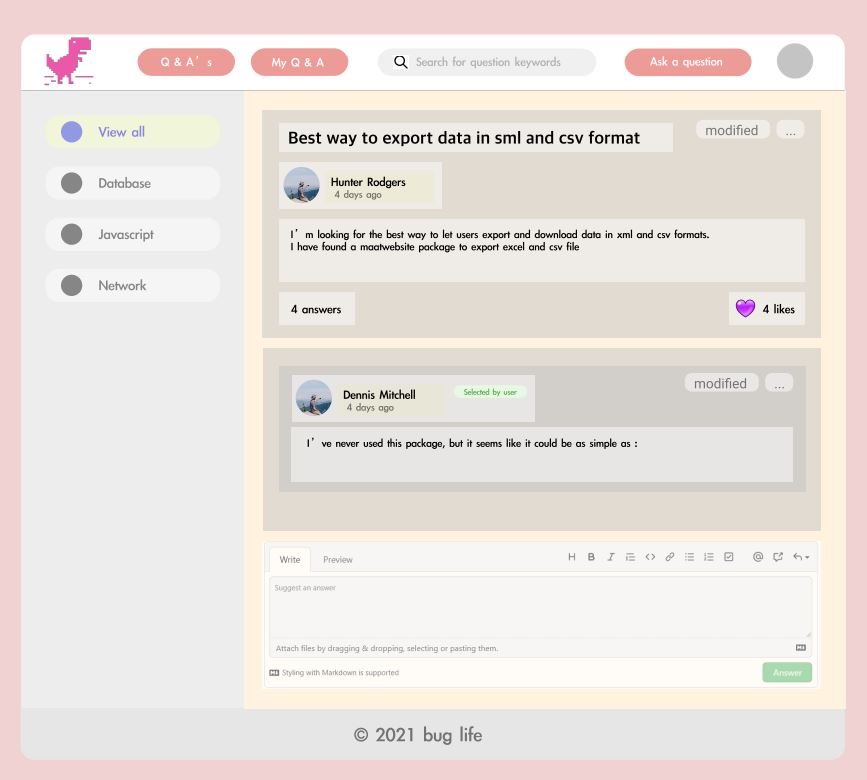 Q & A’s
My Q & A
Search for question keywords
Ask a question
View all
Database
Javascript
Network
Best way to export data in sml and csv format
modified
...
Hunter Rodgers
4 days ago
I’m looking for the best way to let users export and download data in xml and csv formats.
I have found a maatwebsite package to export excel and csv file
4 answers
4 likes
Dennis Mitchell
4 days ago
Selected by user
modified
...
I’ve never used this package, but it seems like it could be as simple as :
Write
Preview
H B I
@
Suggest an answer
Attach files by dragging & dropping, selecting or pasting them.
Styling with Markdown is supported
Answer
© 2021 bug life